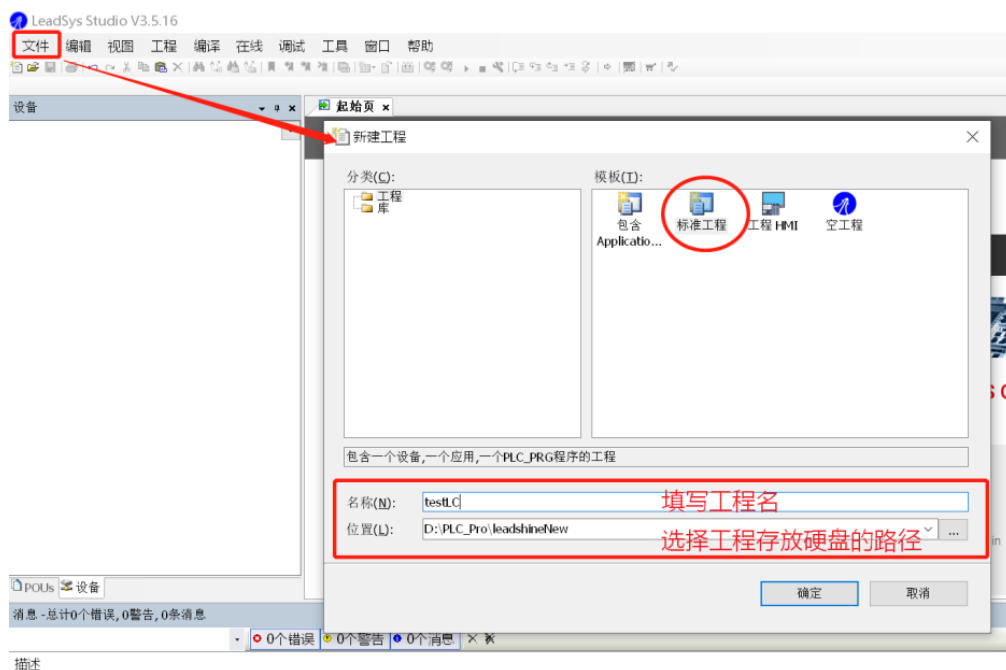 LeadSys Studio V3.5.16
文件 编辑 视图 工程 编译 在线 调试 工具 窗口 帮助
设备
起始页
新建工程
分类(C):
模板(T):
工程
库
包含 Applicatio...
标准工程
工程 HMI
空工程
包含一个设备,一个应用,一个PLC_PRG程序的工程
名称(N): testLC 填写工程名
位置(L): D:\PLC_Pro\leadshineNew ...
选择工程存放硬盘的路径
确定 取消
POUs 设备
消息 -总计0个错误,0警告,0条消息
0个错误 0个警告 0个消息
描述